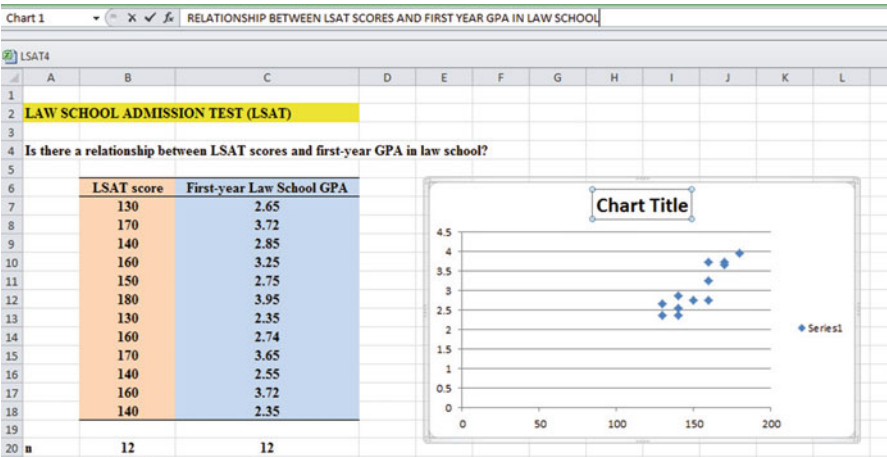 Chart 1 fx RELATIONSHIP BETWEEN LSAT SCORES AND FIRST YEAR GPA IN LAW SCHOOL
LSAT4
A B C D E F G H I J K L
1
2 LAW SCHOOL ADMISSION TEST (LSAT)
3
4 Is there a relationship between LSAT scores and first-year GPA in law school?
5
6 LSAT score First-year Law School GPA
7 130 2.65
8 170 3.72
9 140 2.85
10 160 3.25
11 150 2.75
12 180 3.95
13 130 2.35
14 160 2.74
15 170 3.65
16 140 2.55
17 160 3.72
18 140 2.35
19
20 n 12 12
Chart Title
4.5
4
3.5
3
2.5
2
1.5
1
0.5
0
0 50 100 150 200
Series1